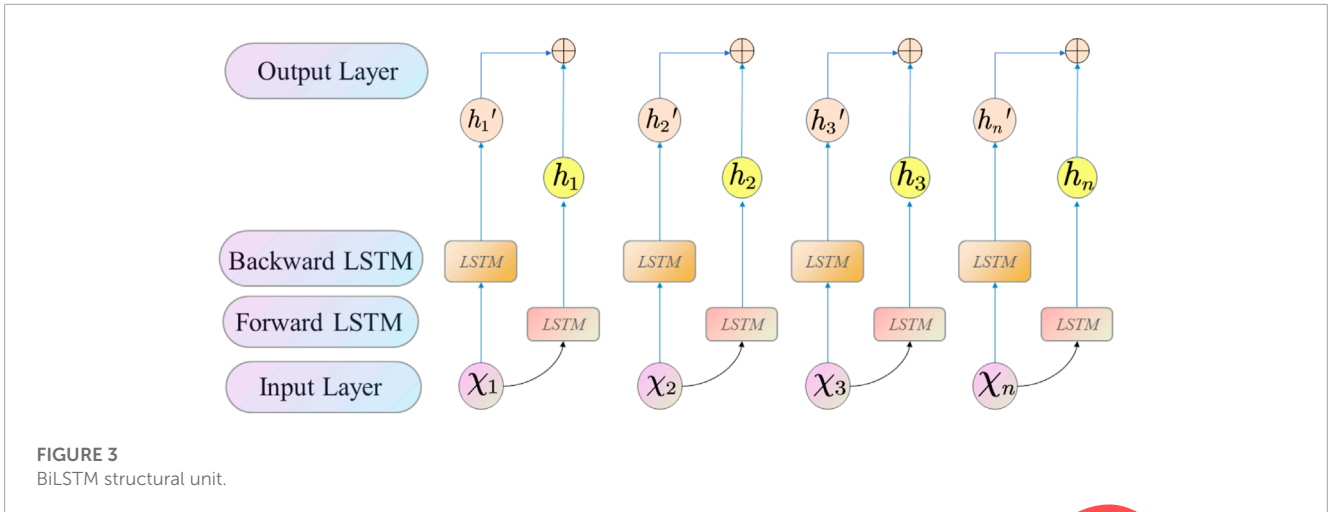 Output Layer
h₁′ h₂′ h₃′ hₙ′
h₁ h₂ h₃ hₙ
Backward LSTM LSTM LSTM LSTM LSTM
Forward LSTM LSTM LSTM LSTM LSTM
Input Layer χ₁ χ₂ χ₃ χₙ
FIGURE 3
BiLSTM structural unit.